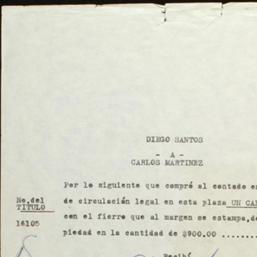 DIEGO SANTOS
- A -
CARLOS MARTINEZ
Por lo siguiente que compré al contado en
de circulación legal en esta plaza UN CA
No.del
TITULO
con el fierro que al margen se estampa, de
16105
piedad en la cantidad de $900.00 .......
Recibí